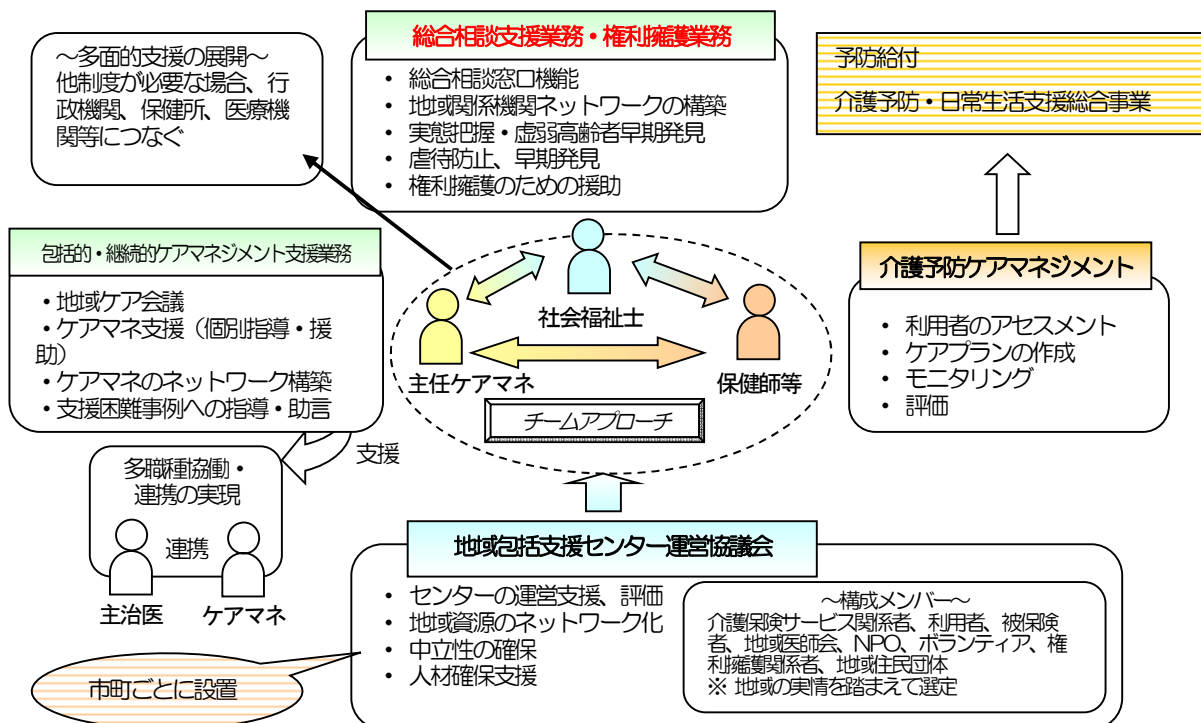 ～多面的支援の展開～
他制度が必要な場合、行
政機関、保健所、医療機
関等につなぐ
総合相談支援業務・権利擁護業務
・ 総合相談窓口機能
・ 地域関係機関ネットワークの構築
・ 実態把握・虚弱高齢者早期発見
・ 虐待防止、早期発見
・ 権利擁護のための援助
予防給付
介護予防・日常生活支援総合事業
包括的・継続的ケアマネジメント支援業務
・地域ケア会議
・ケアマネ支援（個別指導・援
助）
・ケアマネのネットワーク構築
・支援困難事例への指導・助言
社会福祉士
主任ケアマネ
保健師等
チームアプローチ
介護予防ケアマネジメント
・ 利用者のアセスメント
・ ケアプランの作成
・ モニタリング
・ 評価
支援
多職種協働・
連携の実現
連携
主治医
ケアマネ
地域包括支援センター運営協議会
・ センターの運営支援、評価
・ 地域資源のネットワーク化
・ 中立性の確保
・ 人材確保支援
～構成メンバー～
介護保険サービス関係者、利用者、被保険
者、地域医師会、NPO、ボランティア、権
利擁護関係者、地域住民団体
※ 地域の実情を踏まえて選定
市町ごとに設置